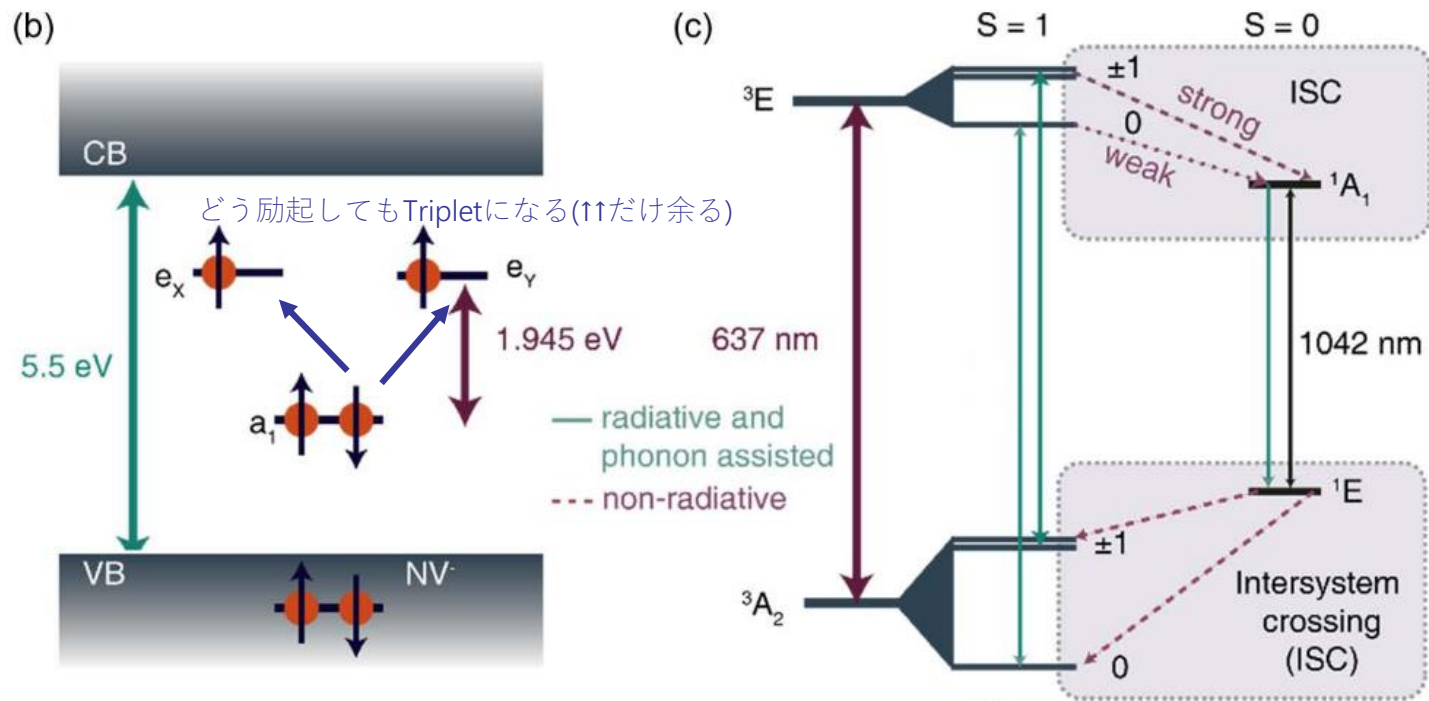 (b)
CB
どう励起してもTripletになる(↑↑だけ余る)
eX
eY
5.5 eV
1.945 eV
a1
radiative and
phonon assisted
non-radiative
VB
NV-
(c)
S = 1
S = 0
3E
±1
0
strong
weak
ISC
1A1
637 nm
1042 nm
1E
3A2
±1
0
Intersystem
crossing
(ISC)